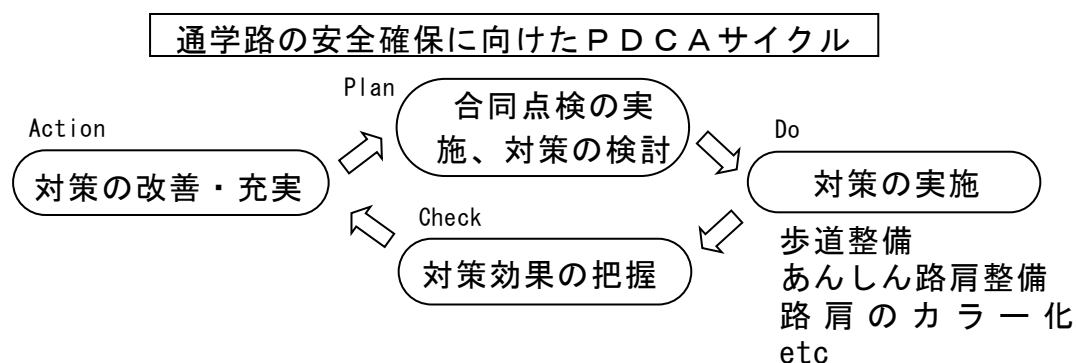 通学路の安全確保に向けたＰＤＣＡサイクル
Plan
合同点検の実
施、対策の検討
Action
対策の改善・充実
Do
対策の実施
歩道整備
あんしん路肩整備
路肩のカラー化
etc
Check
対策効果の把握